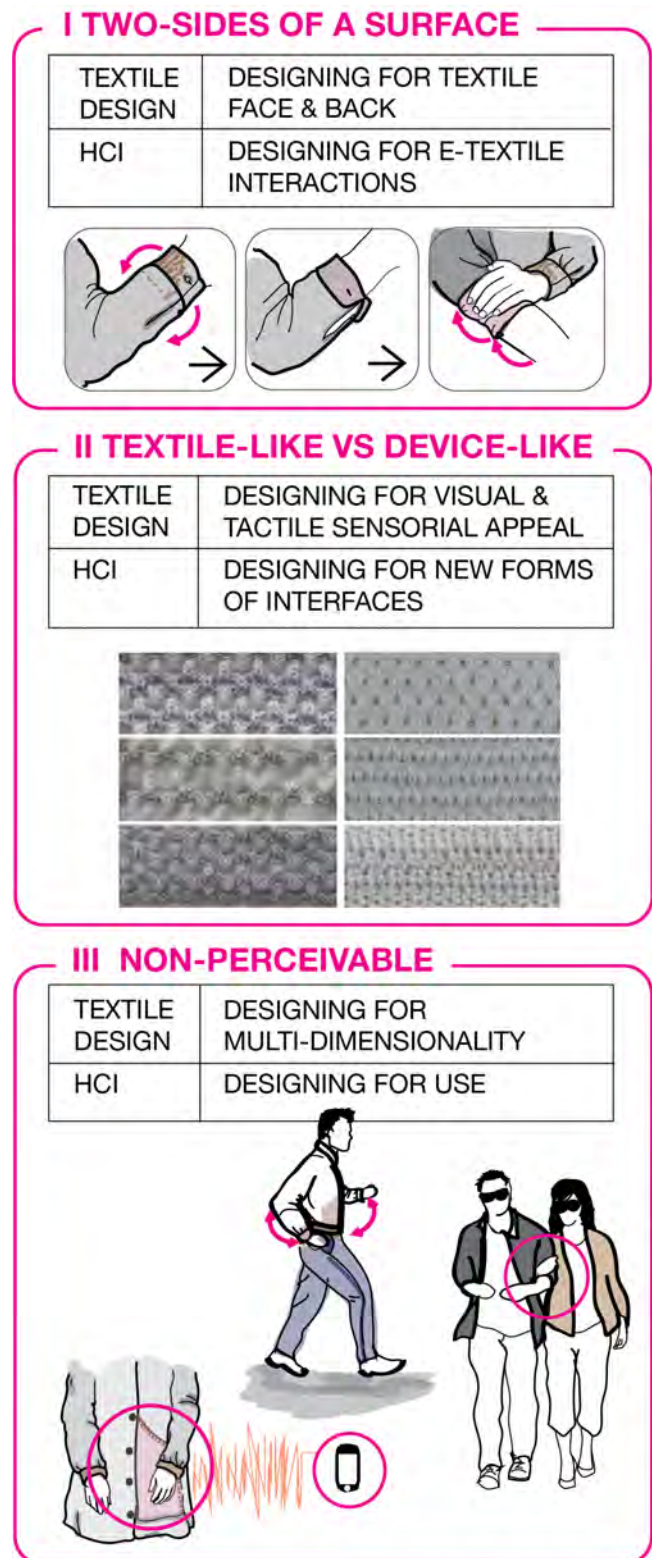 I TWO-SIDES OF A SURFACE
TEXTILE DESIGNING FOR TEXTILE
DESIGN FACE & BACK
HCI DESIGNING FOR E-TEXTILE
INTERACTIONS
II TEXTILE-LIKE VS DEVICE-LIKE
TEXTILE DESIGNING FOR VISUAL &
DESIGN TACTILE SENSORIAL APPEAL
HCI DESIGNING FOR NEW FORMS
OF INTERFACES
III NON-PERCEIVABLE
TEXTILE DESIGNING FOR
DESIGN MULTI-DIMENSIONALITY
HCI DESIGNING FOR USE